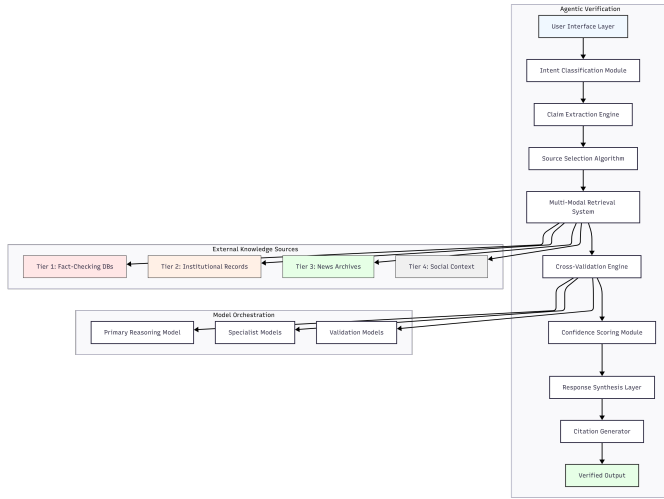 Agentic Verification
User Interface Layer
Intent Classification Module
Claim Extraction Engine
Source Selection Algorithm
Multi-Modal Retrieval
System
External Knowledge Sources
Tier 1: Fact-Checking DBs
Tier 2: Institutional Records
Tier 3: News Archives
Tier 4: Social Context
Cross-Validation Engine
Model Orchestration
Primary Reasoning Model
Specialist Models
Validation Models
Confidence Scoring Module
Response Synthesis Layer
Citation Generator
Verified Output